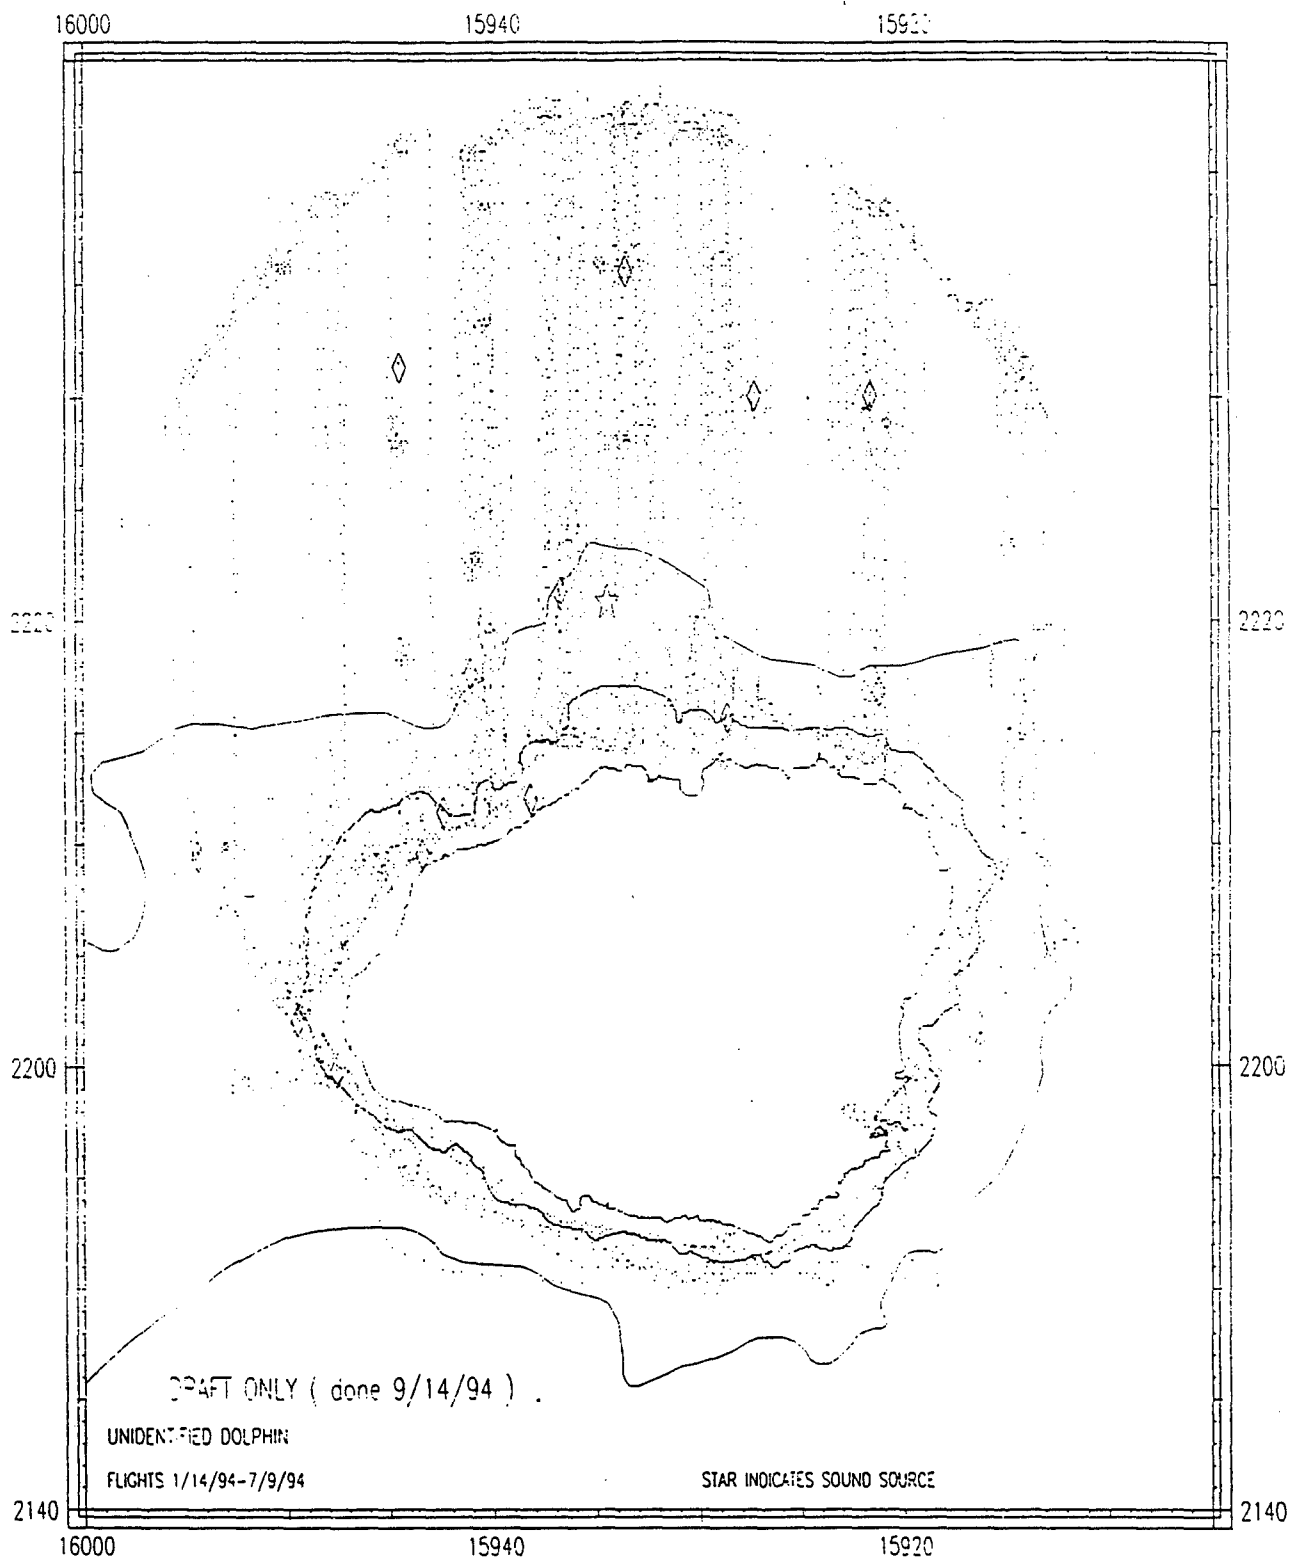 16000 15940 15920
2220 2220
2200 2200
DRAFT ONLY ( done 9/14/94 ) .
UNIDENTIFIED DOLPHIN
FLIGHTS 1/14/94-7/9/94 STAR INDICATES SOUND SOURCE
2140 2140
16000 15940 15920